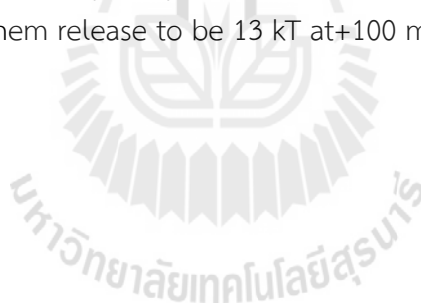 nem release to be 13 kT at+100 m
มหาวิทยาลัยเทคโนโลยีสุรนารี